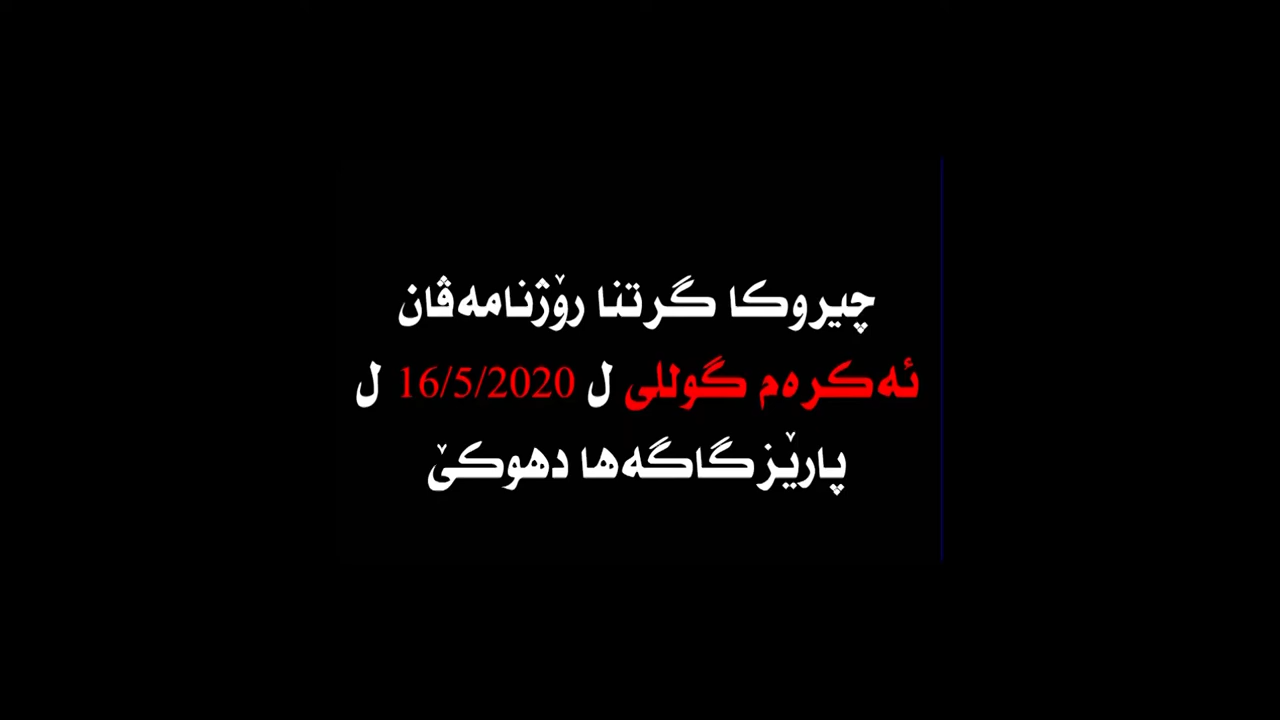 چیروکا گرتنا رۆژنامەڤان
ئەکرەم گوللی ل 16/5/2020 ل
پارێزگاگەها دهوکێ